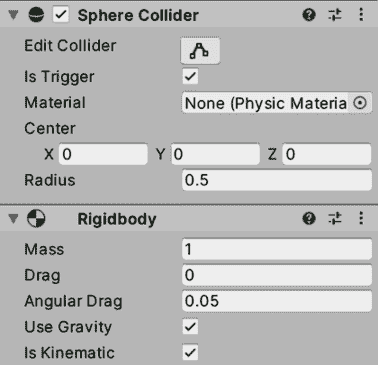 Sphere Collider
Edit Collider
Is Trigger
Material None (Physic Materia
Center
X 0 Y 0 Z 0
Radius 0.5
Rigidbody
Mass 1
Drag 0
Angular Drag 0.05
Use Gravity
Is Kinematic